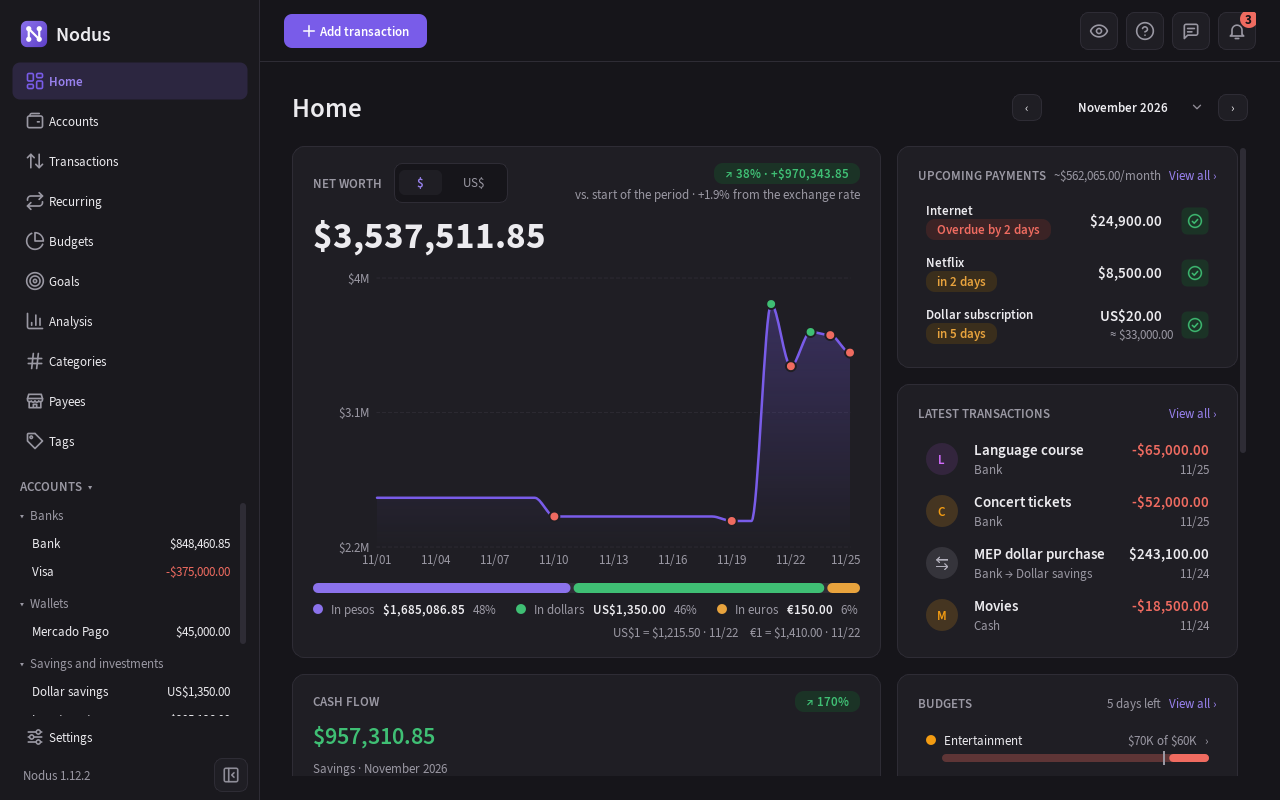 Nodus
Home
Accounts
Transactions
Recurring
Budgets
Goals
Analysis
Categories
Payees
Tags
ACCOUNTS
Banks
Bank $848,460.85
Visa -$375,000.00
Wallets
Mercado Pago $45,000.00
Savings and investments
Dollar savings US$1,350.00
Settings
Nodus 1.12.2
+ Add transaction
3
Home
‹ November 2026 ›
NET WORTH $ US$
↗ 38% · +$970,343.85
vs. start of the period · +1.9% from the exchange rate
$3,537,511.85
$4M
$3.1M
$2.2M
11/01 11/04 11/07 11/10 11/13 11/16 11/19 11/22 11/25
In pesos $1,685,086.85 48% In dollars US$1,350.00 46% In euros €150.00 6%
US$1 = $1,215.50 · 11/22 €1 = $1,410.00 · 11/22
CASH FLOW ↗ 170%
$957,310.85
Savings · November 2026
UPCOMING PAYMENTS ~$562,065.00/month View all ›
Internet
Overdue by 2 days
$24,900.00
Netflix
in 2 days
$8,500.00
Dollar subscription
in 5 days
US$20.00
≈ $33,000.00
LATEST TRANSACTIONS View all ›
L Language course -$65,000.00
Bank 11/25
C Concert tickets -$52,000.00
Bank 11/25
MEP dollar purchase $243,100.00
Bank → Dollar savings 11/24
M Movies -$18,500.00
Cash 11/24
BUDGETS 5 days left View all ›
Entertainment $70K of $60K ›